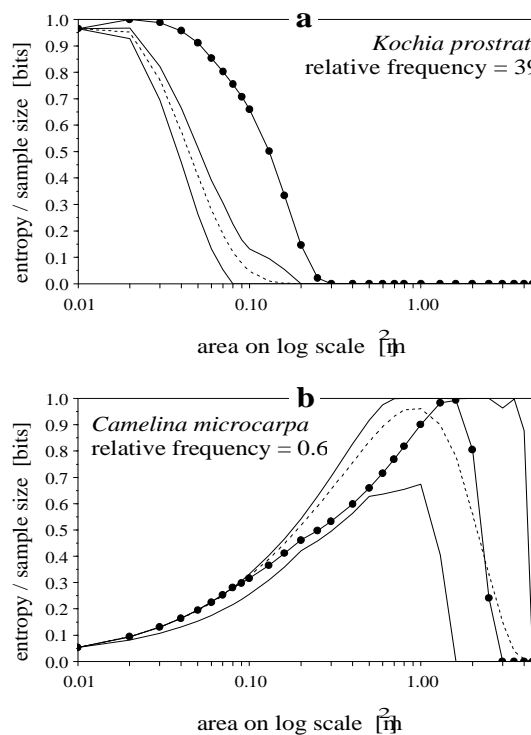 a
Kochia prostrat
relative frequency = 39
entropy / sample size [bits]
1.0
0.9
0.8
0.7
0.6
0.5
0.4
0.3
0.2
0.1
0.0
0.01
0.10
1.00
area on log scale [m²]
b
Camelina microcarpa
relative frequency = 0.6
entropy / sample size [bits]
1.0
0.9
0.8
0.7
0.6
0.5
0.4
0.3
0.2
0.1
0.0
0.01
0.10
1.00
area on log scale [m²]